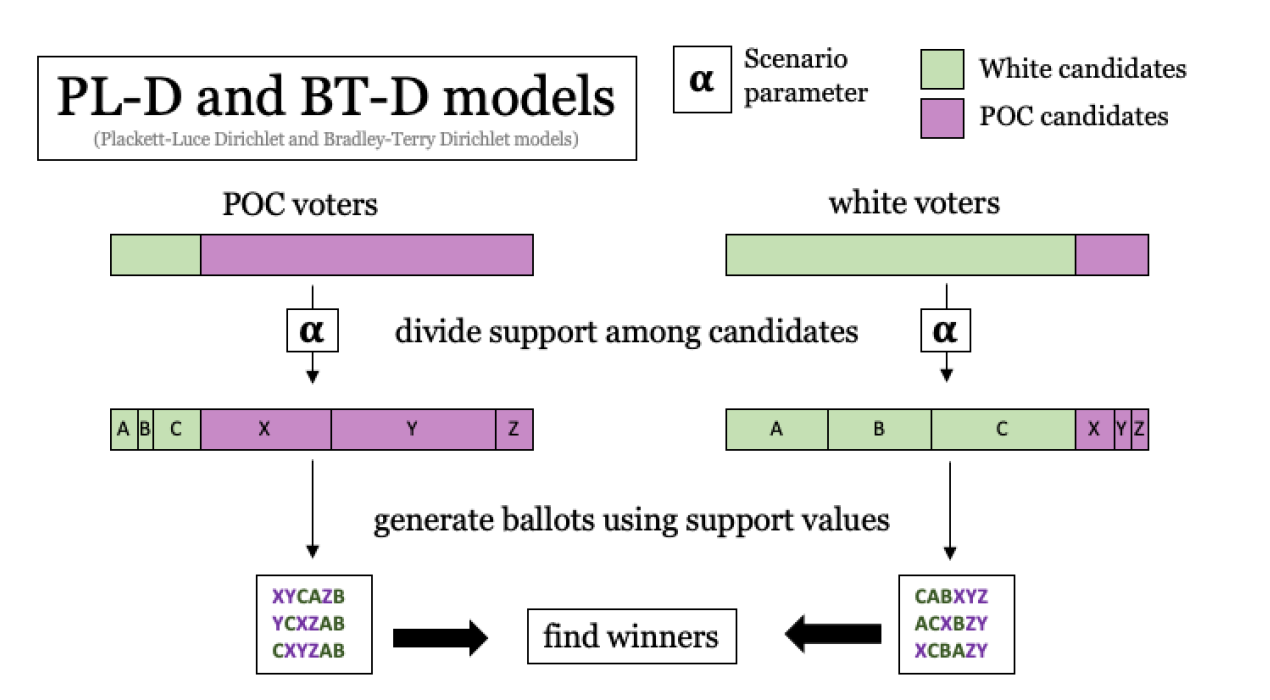 PL-D and BT-D models
(Plackett-Luce Dirichlet and Bradley-Terry Dirichlet models)
α
Scenario
parameter
White candidates
POC candidates
POC voters
white voters
α
divide support among candidates
α
A B C X Y Z
A B C X Y Z
generate ballots using support values
XYCAZB
YCXZAB
CXYZAB
find winners
CABXYZ
ACXBZY
XCBAZY